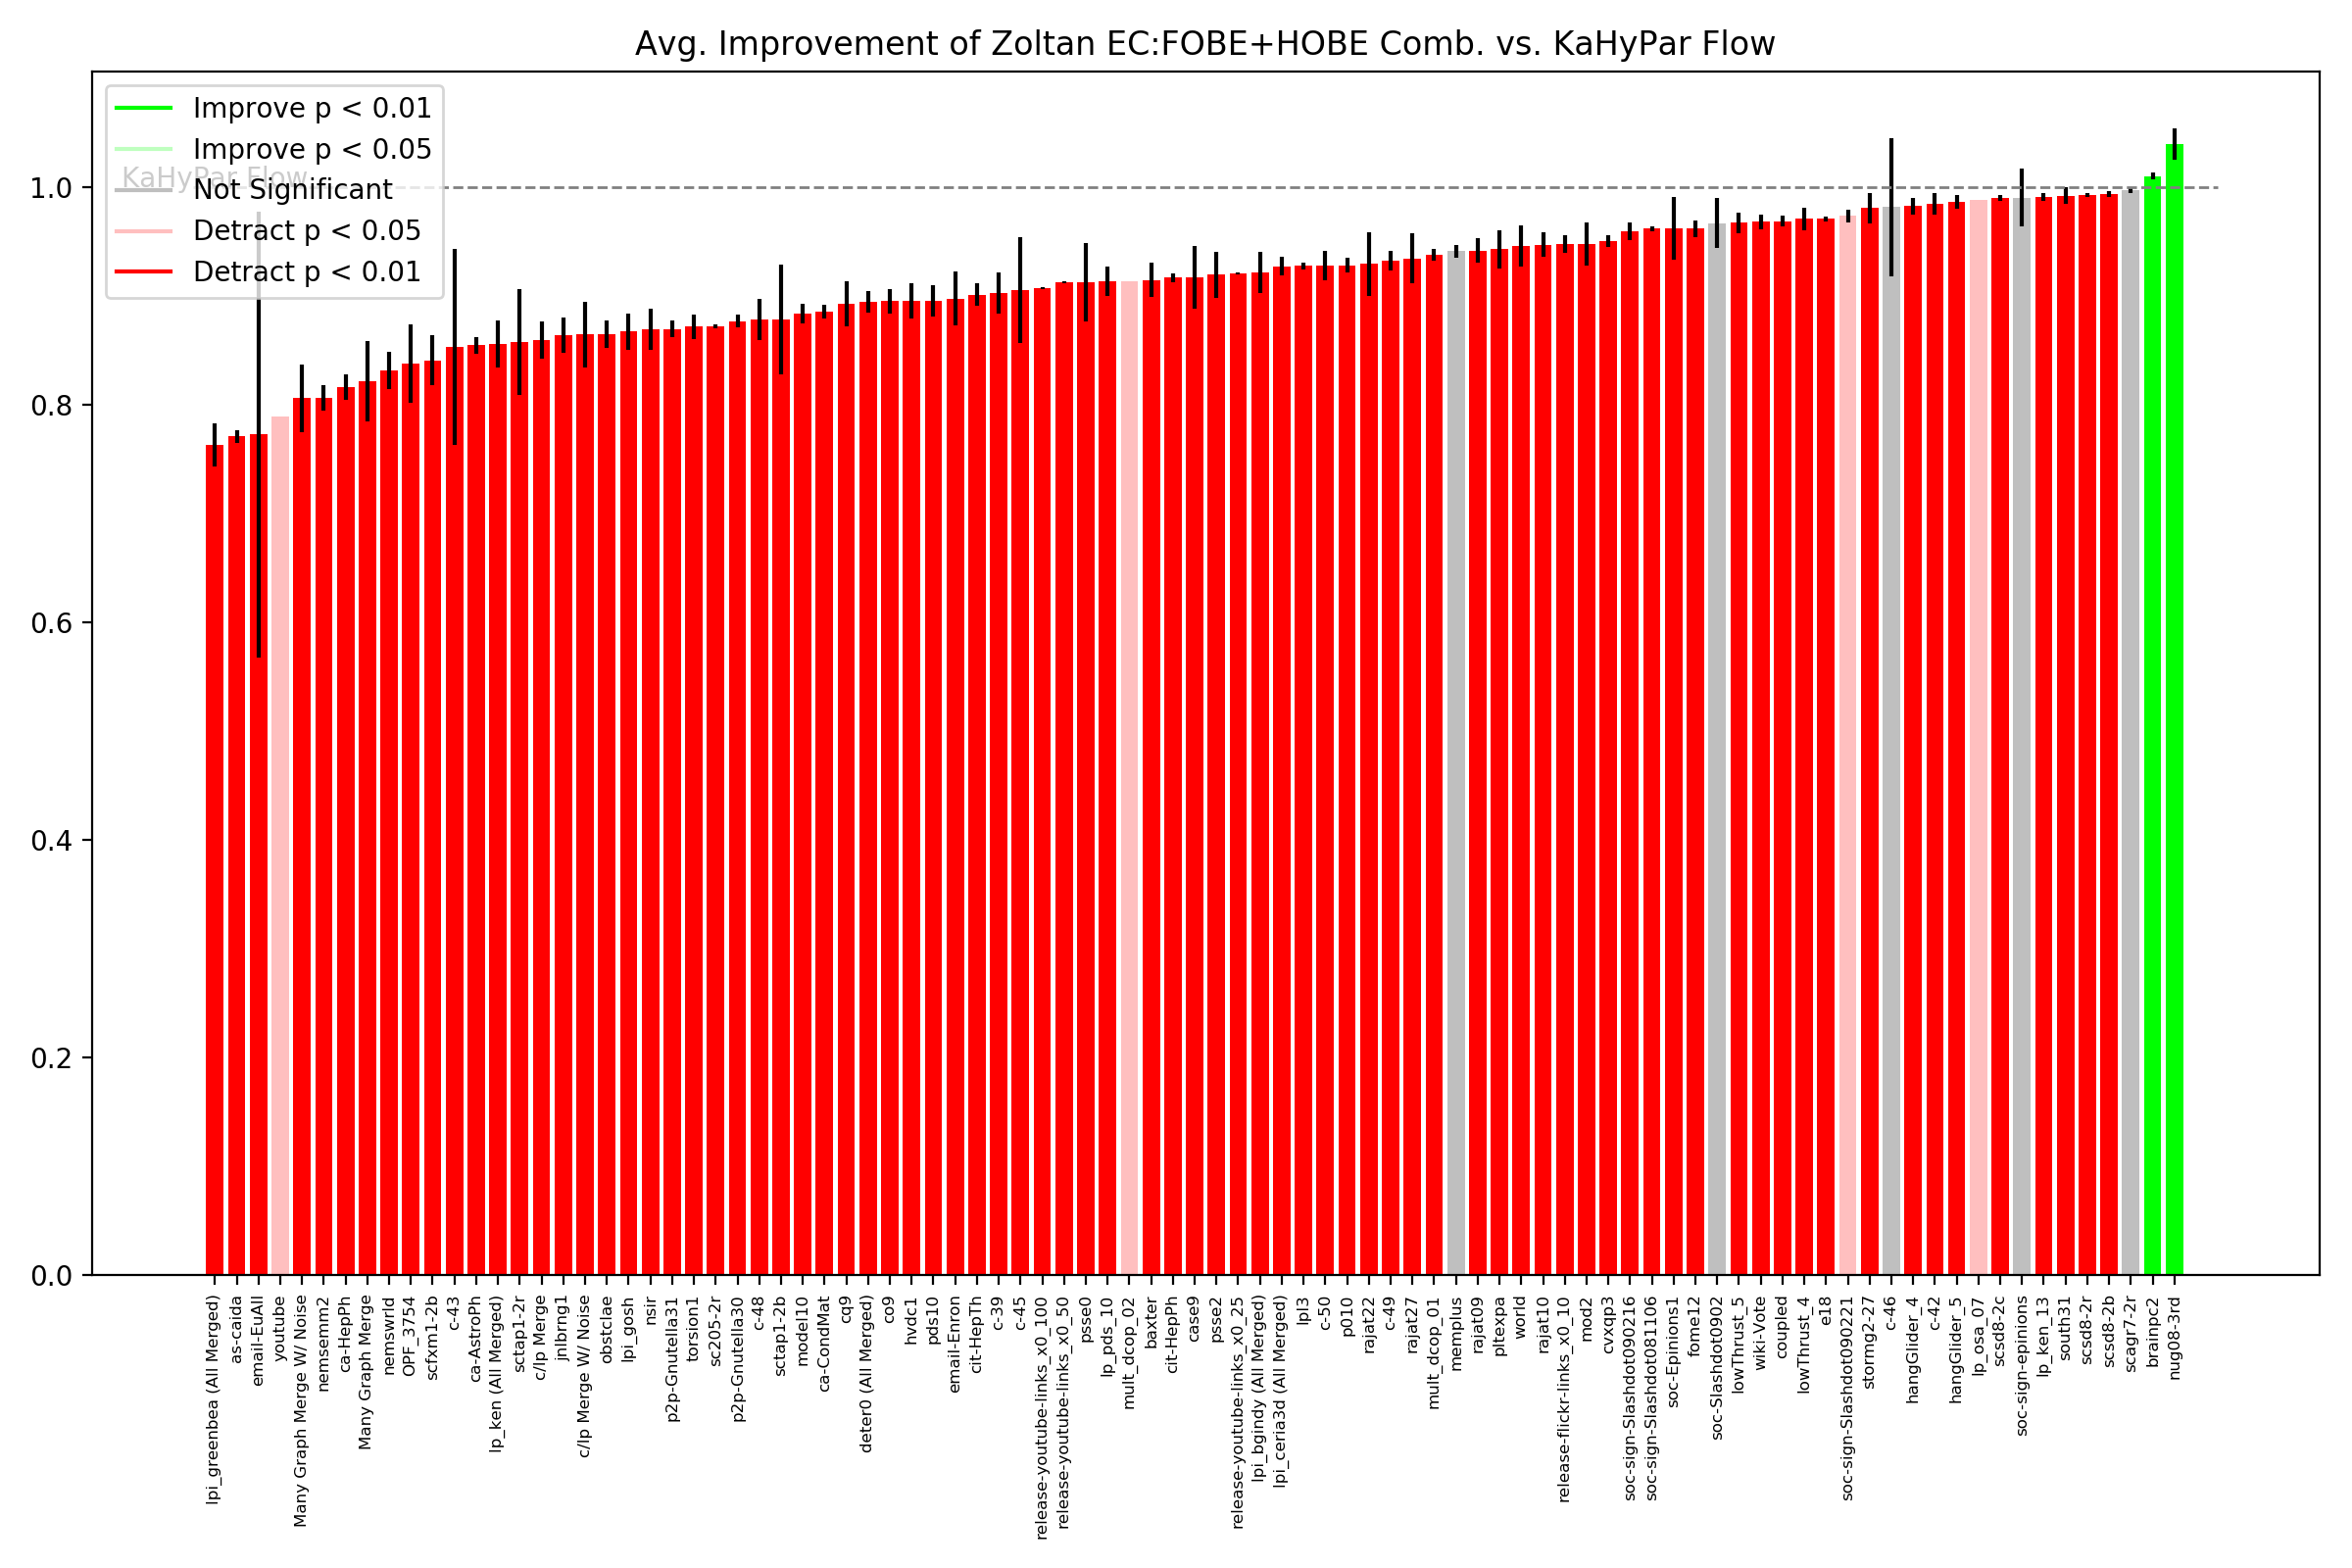 Avg. Improvement of Zoltan EC:FOBE+HOBE Comb. vs. KaHyPar Flow
Improve p < 0.01
Improve p < 0.05
KaHyPar Flow
Not Significant
Detract p < 0.05
Detract p < 0.01
1.0
0.8
0.6
0.4
0.2
0.0
lpi_greenbea (All Merged)
as-caida
email-EuAll
youtube
Many Graph Merge W/ Noise
nemsemm2
ca-HepPh
Many Graph Merge
nemswrld
OPF_3754
scfxm1-2b
c-43
ca-AstroPh
lp_ken (All Merged)
sctap1-2r
c/lp Merge
jnlbrng1
c/lp Merge W/ Noise
obstclae
lpi_gosh
nsir
p2p-Gnutella31
torsion1
sc205-2r
p2p-Gnutella30
c-48
sctap1-2b
model10
ca-CondMat
cq9
deter0 (All Merged)
co9
hvdc1
pds10
email-Enron
cit-HepTh
c-39
c-45
release-youtube-links_x0_100
release-youtube-links_x0_50
psse0
lp_pds_10
mult_dcop_02
baxter
cit-HepPh
case9
psse2
release-youtube-links_x0_25
lpi_bgindy (All Merged)
lpi_ceria3d (All Merged)
lpl3
c-50
p010
rajat22
c-49
rajat27
mult_dcop_01
memplus
rajat09
pltexpa
world
rajat10
release-flickr-links_x0_10
mod2
cvxqp3
soc-sign-Slashdot090216
soc-sign-Slashdot081106
soc-Epinions1
fome12
soc-Slashdot0902
lowThrust_5
wiki-Vote
coupled
lowThrust_4
e18
soc-sign-Slashdot090221
stormg2-27
c-46
hangGlider_4
c-42
hangGlider_5
lp_osa_07
scsd8-2c
soc-sign-epinions
lp_ken_13
south31
scsd8-2r
scsd8-2b
scagr7-2r
brainpc2
nug08-3rd